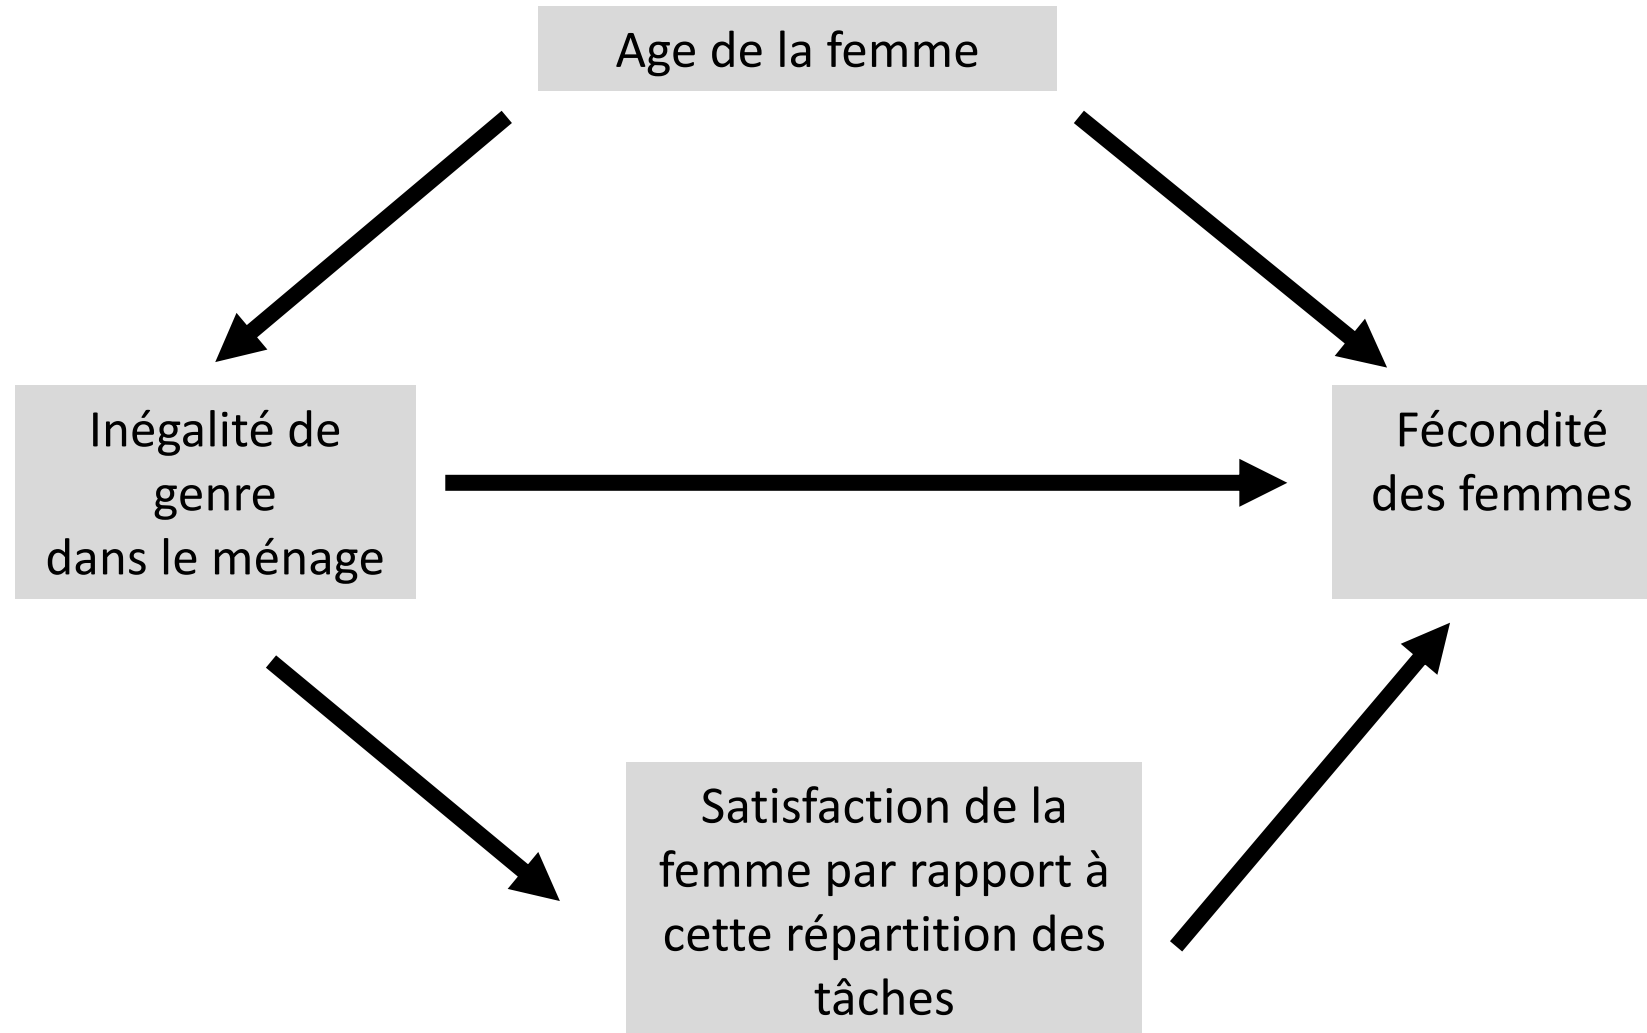 Age de la femme
Inégalité de
genre
dans le ménage
Fécondité
des femmes
Satisfaction de la
femme par rapport à
cette répartition des
tâches